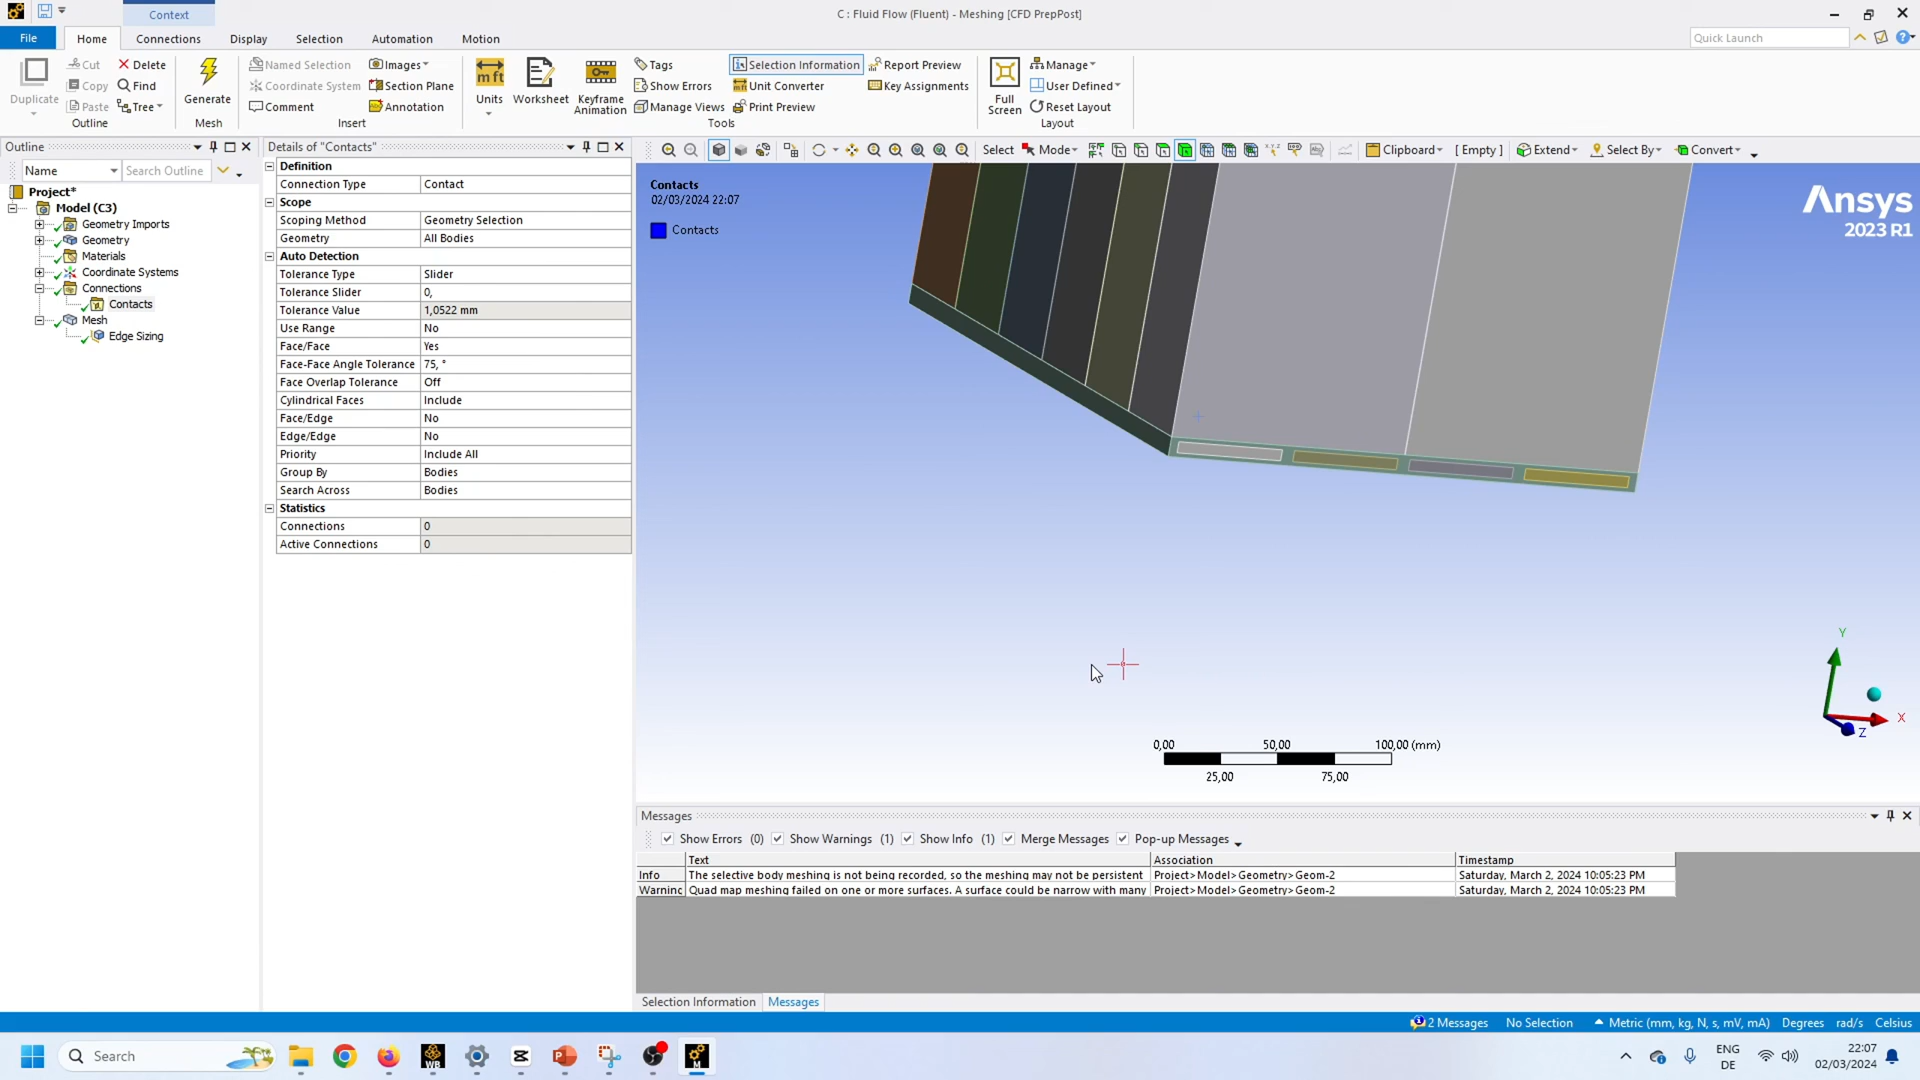 Context
C : Fluid Flow (Fluent) - Meshing [CFD PrepPost]
File
Home
Connections
Display
Selection
Automation
Motion
Quick Launch
Duplicate
Cut
Delete
Copy
Find
Paste
Tree
Outline
Generate
Mesh
Named Selection
Images
Coordinate System
Section Plane
Comment
Annotation
Insert
Units
Worksheet
Keyframe Animation
Tags
Selection Information
Report Preview
Show Errors
Unit Converter
Key Assignments
Manage Views
Print Preview
Tools
Full Screen
Manage
User Defined
Reset Layout
Layout
Outline
Name
Search Outline
Project*
Model (C3)
Geometry Imports
Geometry
Materials
Coordinate Systems
Connections
Contacts
Mesh
Edge Sizing
Details of "Contacts"
Definition
Connection Type Contact
Scope
Scoping Method Geometry Selection
Geometry All Bodies
Auto Detection
Tolerance Type Slider
Tolerance Slider 0,
Tolerance Value 1,0522 mm
Use Range No
Face/Face Yes
Face-Face Angle Tolerance 75, °
Face Overlap Tolerance Off
Cylindrical Faces Include
Face/Edge No
Edge/Edge No
Priority Include All
Group By Bodies
Search Across Bodies
Statistics
Connections 0
Active Connections 0
Select Mode Clipboard [ Empty ] Extend Select By Convert
Contacts
02/03/2024 22:07
Contacts
Ansys
2023 R1
Y
X
Z
0,00 50,00 100,00 (mm)
25,00 75,00
Messages
Show Errors (0) Show Warnings (1) Show Info (1) Merge Messages Pop-up Messages
Text Association Timestamp
Info The selective body meshing is not being recorded, so the meshing may not be persistent Project>Model>Geometry>Geom-2 Saturday, March 2, 2024 10:05:23 PM
Warninc Quad map meshing failed on one or more surfaces. A surface could be narrow with many Project>Model>Geometry>Geom-2 Saturday, March 2, 2024 10:05:23 PM
Selection Information Messages
2 Messages No Selection Metric (mm, kg, N, s, mV, mA) Degrees rad/s Celsius
Search
ENG
DE
22:07
02/03/2024